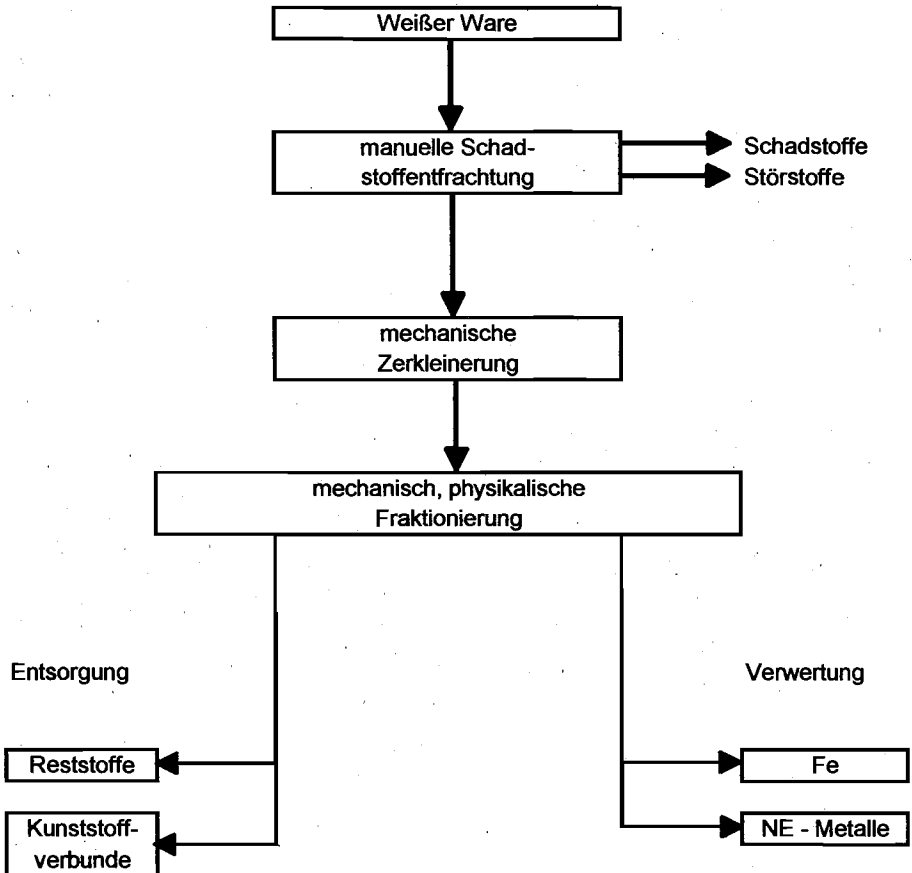 Weißer Ware
manuelle Schad-
stoffentfrachtung
Schadstoffe
Störstoffe
mechanische
Zerkleinerung
mechanisch, physikalische
Fraktionierung
Entsorgung
Verwertung
Reststoffe
Fe
Kunststoff-
verbunde
NE - Metalle